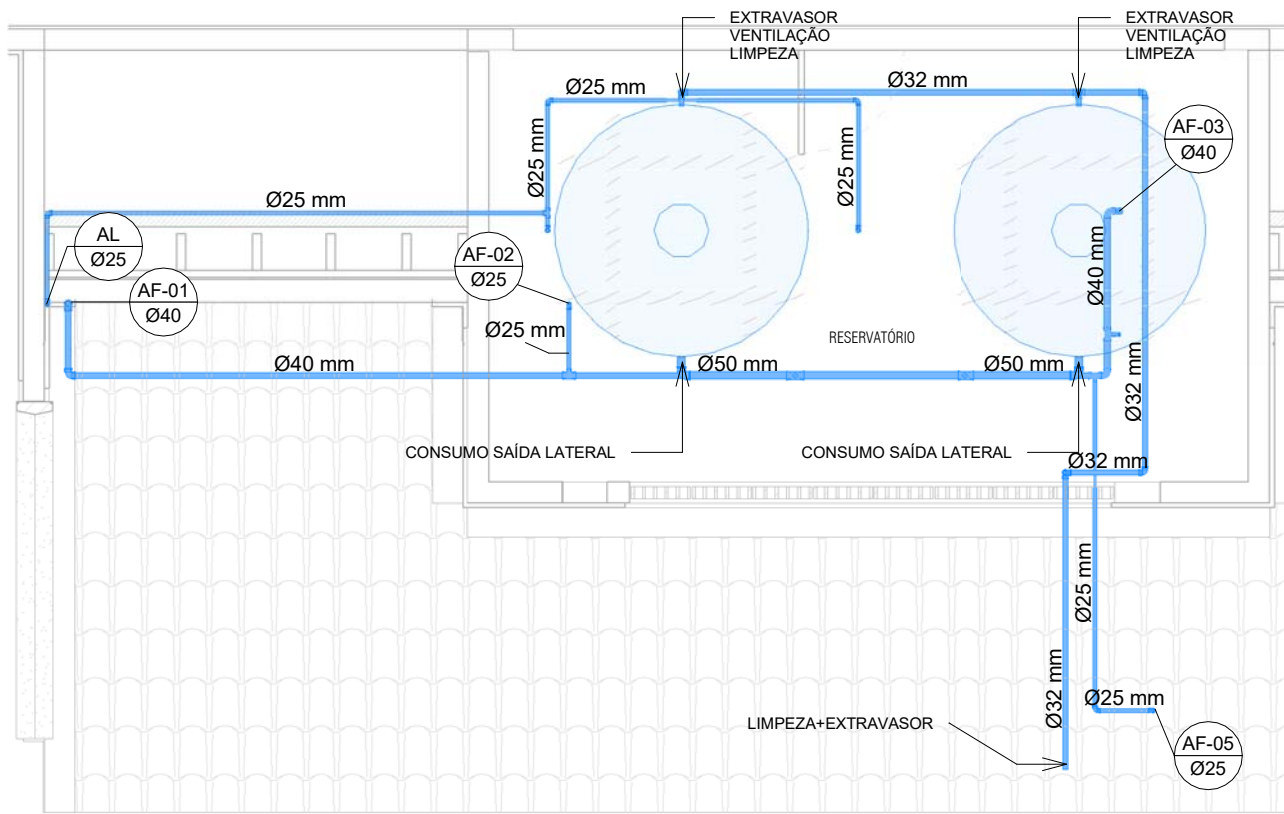 EXTRAVASOR
VENTILAÇÃO
LIMPEZA
EXTRAVASOR
VENTILAÇÃO
LIMPEZA
Ø25 mm
Ø32 mm
AF-03
Ø40
Ø25 mm
Ø25 mm
Ø25 mm
AL
Ø25
AF-02
Ø25
Ø40 mm
AF-01
Ø40
Ø25 mm
RESERVATÓRIO
Ø40 mm
Ø50 mm
Ø50 mm
Ø32 mm
CONSUMO SAÍDA LATERAL
CONSUMO SAÍDA LATERAL
Ø32 mm
Ø25 mm
Ø32 mm
Ø25 mm
LIMPEZA+EXTRAVASOR
AF-05
Ø25